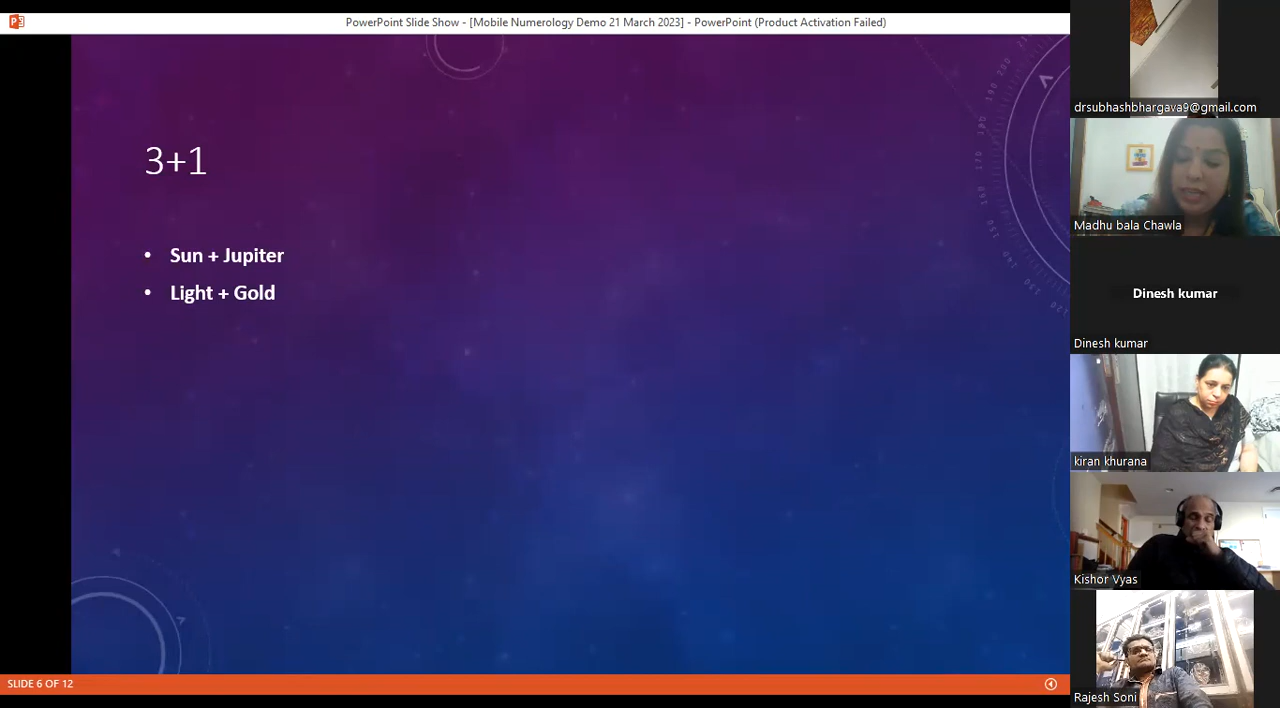 PowerPoint Slide Show - [Mobile Numerology Demo 21 March 2023] - PowerPoint (Product Activation Failed)
3+1
• Sun + Jupiter
• Light + Gold
SLIDE 6 OF 12
drsubhashbhargava9@gmail.com
Madhu bala Chawla
Dinesh kumar
Dinesh kumar
kiran khurana
Kishor Vyas
Rajesh Soni